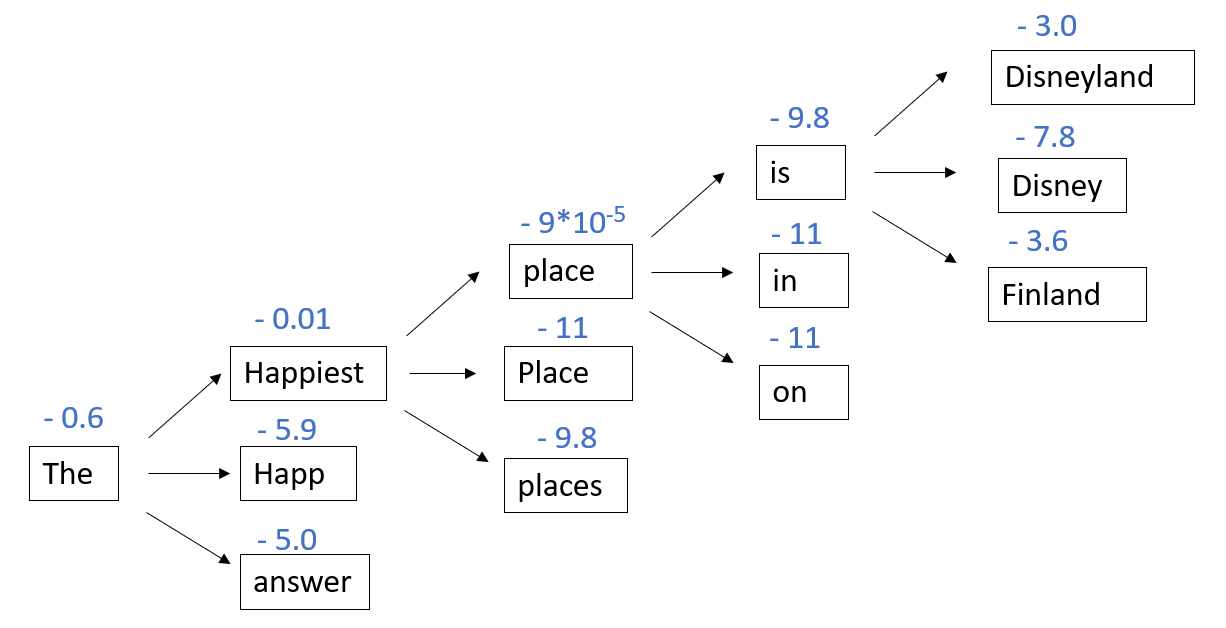 - 3.0
Disneyland
- 9.8
is
- 7.8
Disney
- 9*10⁻⁵
place
- 11
in
- 3.6
Finland
- 0.01
Happiest
- 11
Place
- 11
on
- 0.6
The
- 5.9
Happ
- 9.8
places
- 5.0
answer